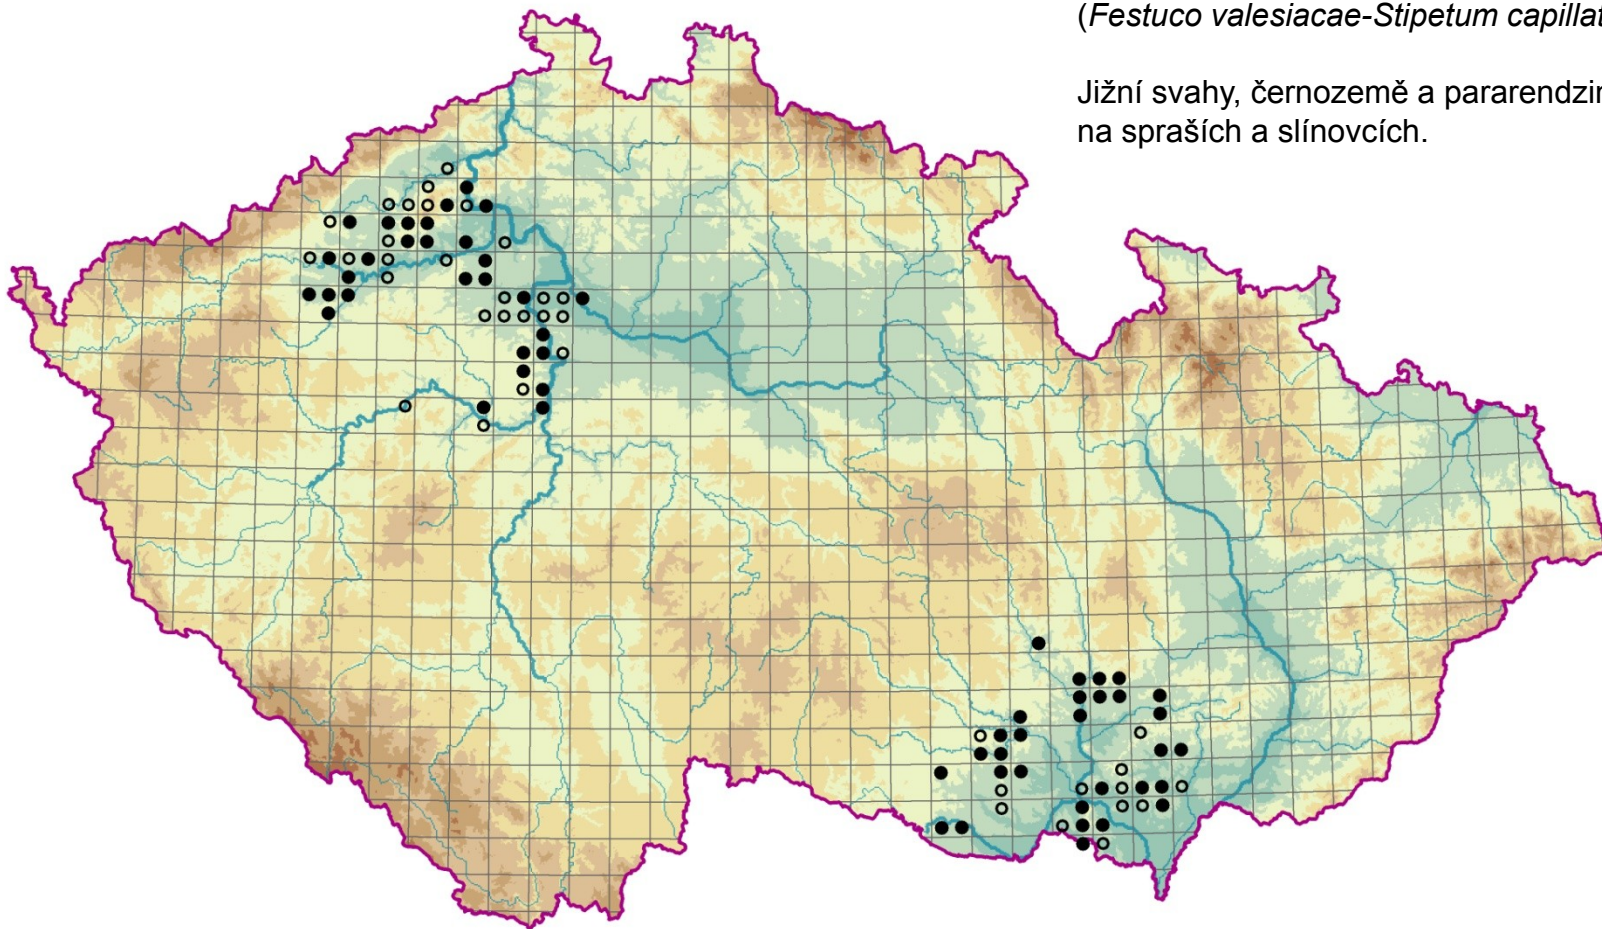 (Festuco valesiacae-Stipetum capillat
Jižní svahy, černozemě a pararendzin
na spraších a slínovcích.